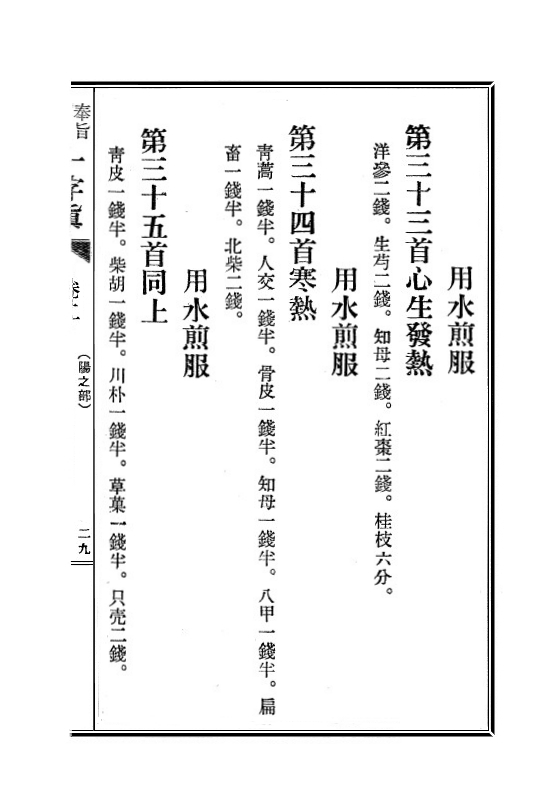 用水煎服
第三十三首心生發熱
洋參二錢。生芍二錢。知母二錢。紅棗二錢。桂枝六分。
用水煎服
第三十四首寒熱
靑蒿一錢半。人交一錢半。骨皮一錢半。知母一錢半。八甲一錢半。扁
畜一錢半。北柴二錢。
用水煎服
第三十五首同上
靑皮一錢半。柴胡一錢半。川朴一錢半。草菓一錢半。只壳二錢。
奉旨
(陽之部)
二九